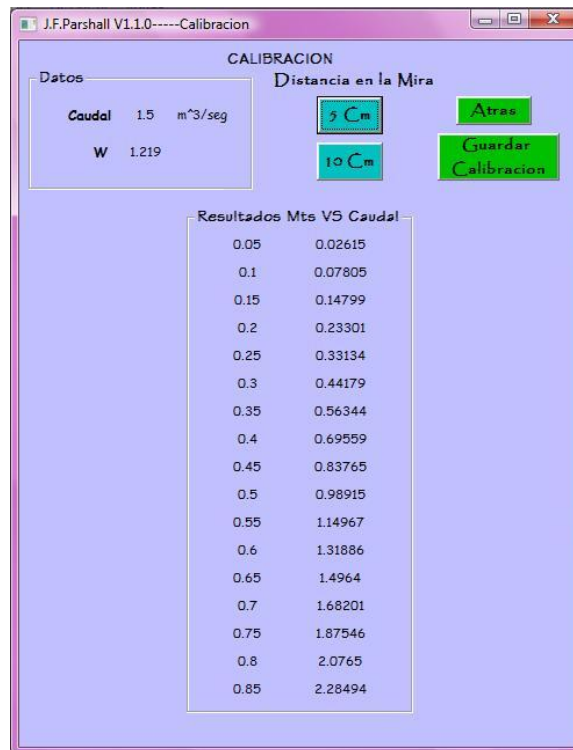 J.F.Parshall V1.1.0-----Calibracion
CALIBRACION
Datos
Distancia en la Mira
Caudal 1.5 m^3/seg
W 1.219
5 Cm
10 Cm
Atras
Guardar
Calibracion
Resultados Mts VS Caudal
0.05 0.02615
0.1 0.07805
0.15 0.14799
0.2 0.23301
0.25 0.33134
0.3 0.44179
0.35 0.56344
0.4 0.69559
0.45 0.83765
0.5 0.98915
0.55 1.14967
0.6 1.31886
0.65 1.4964
0.7 1.68201
0.75 1.87546
0.8 2.0765
0.85 2.28494